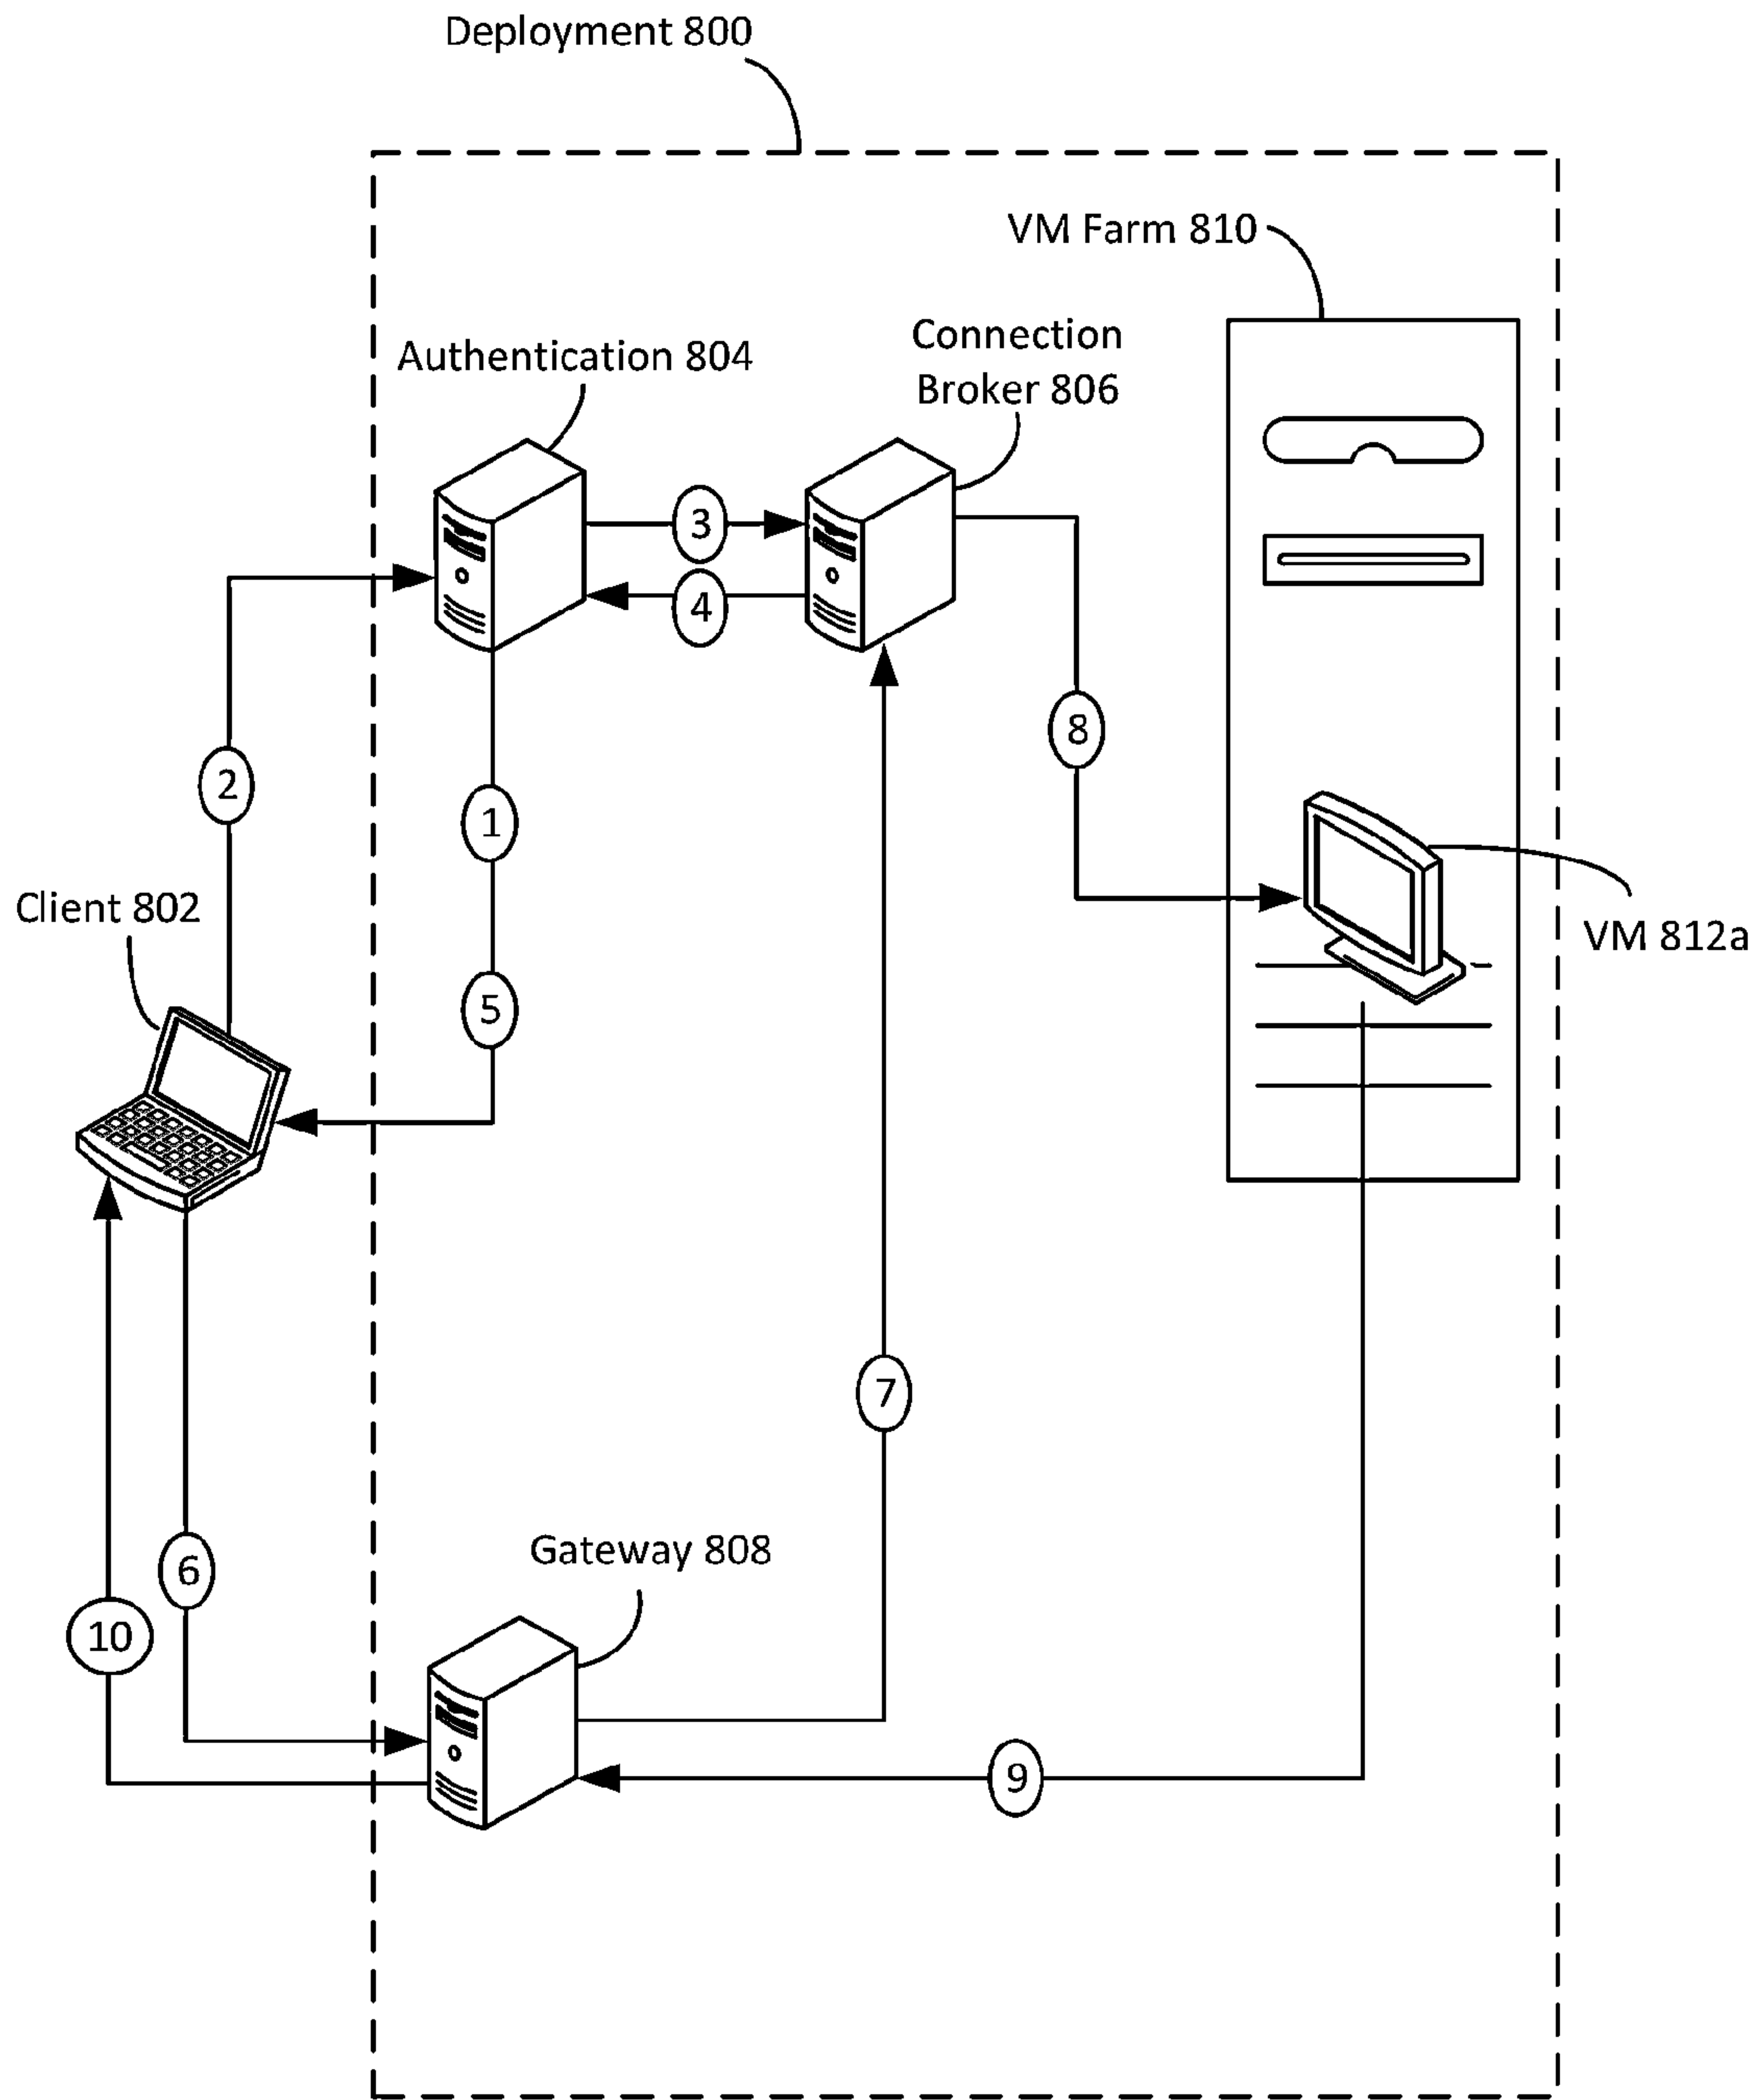 Deployment 800
VM Farm 810
Connection
Broker 806
Authentication 804
3
4
8
2
1
Client 802
VM 812a
5
7
Gateway 808
6
10
9